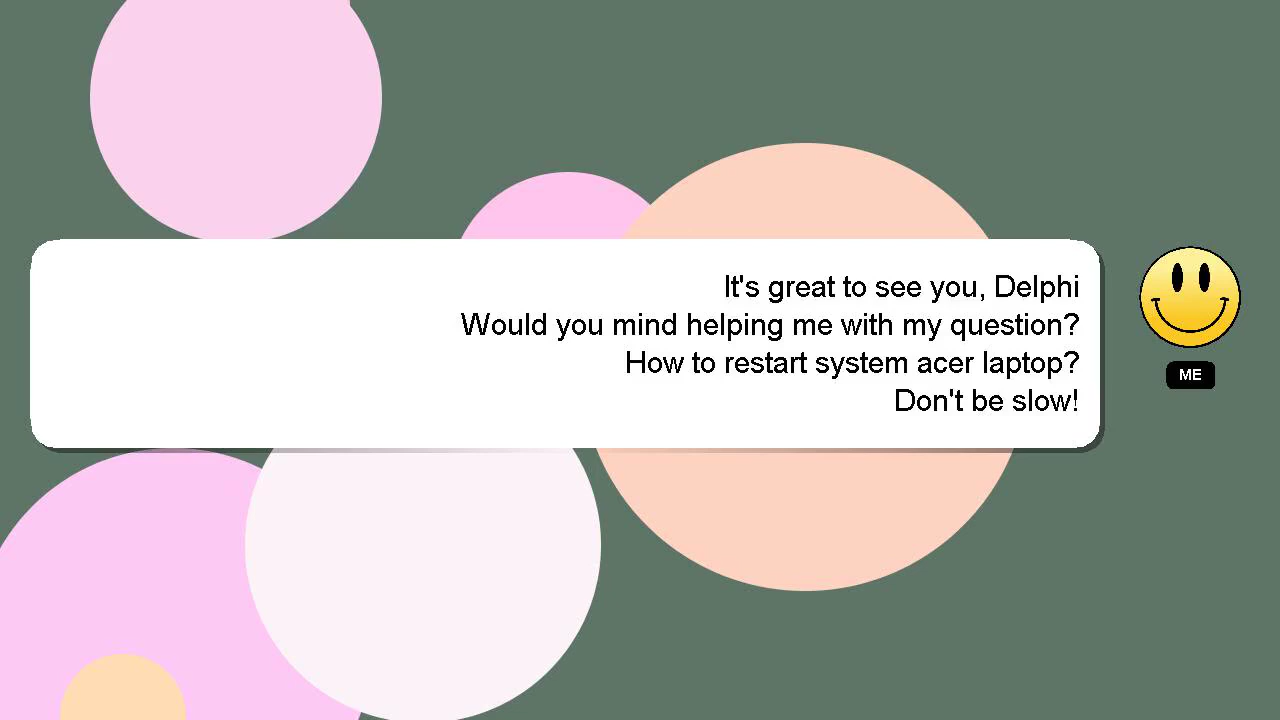 It's great to see you, Delphi
Would you mind helping me with my question?
How to restart system acer laptop?
Don't be slow!
ME